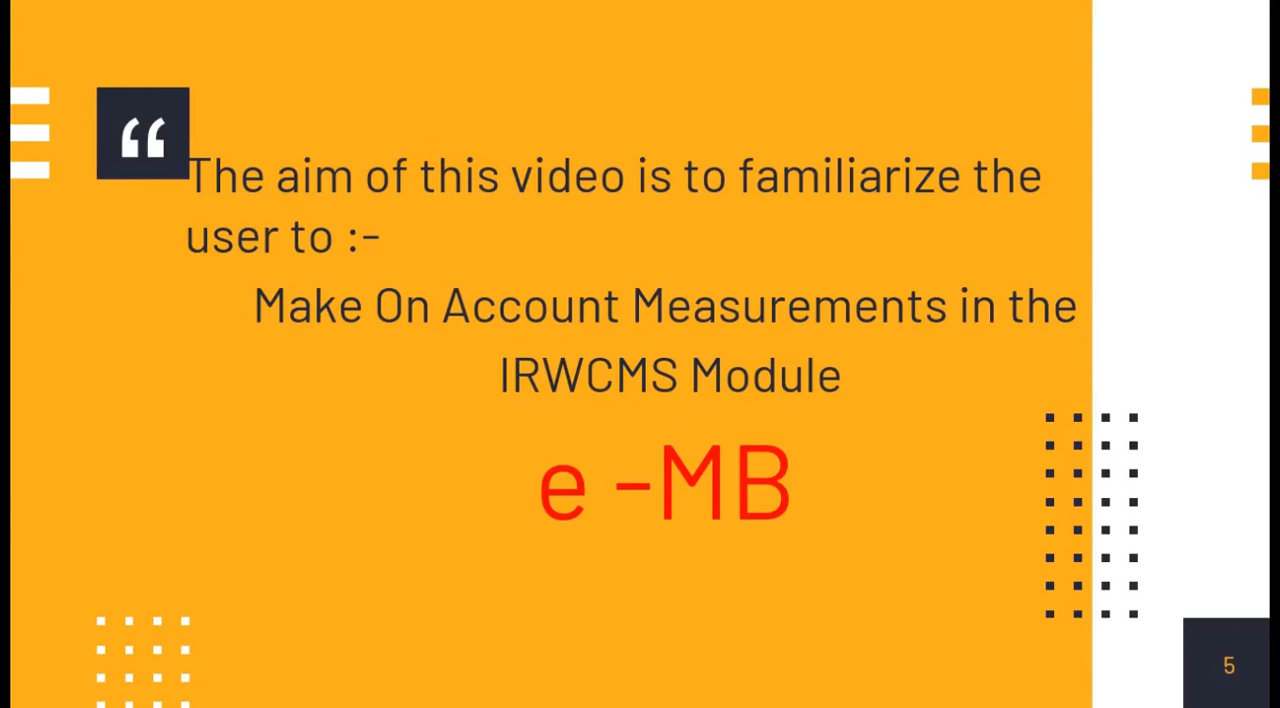 “
The aim of this video is to familiarize the
user to :-
Make On Account Measurements in the
IRWCMS Module
e -MB
5